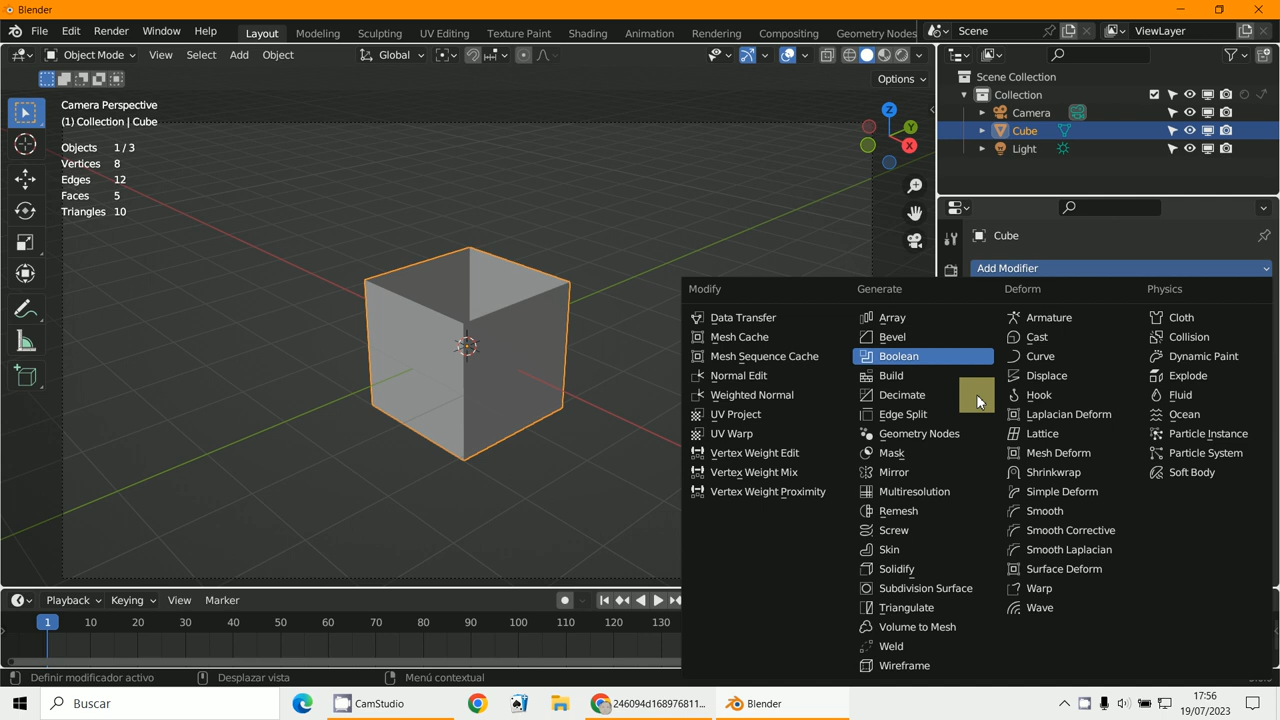 Blender
File Edit Render Window Help Layout Modeling Sculpting UV Editing Texture Paint Shading Animation Rendering Compositing Geometry Nodes Scene ViewLayer
Object Mode View Select Add Object Global
Options
Camera Perspective
(1) Collection | Cube
Objects 1 / 3
Vertices 8
Edges 12
Faces 5
Triangles 10
Z
Y
X
Scene Collection
Collection
Camera
Cube
Light
Cube
Add Modifier
Modify Generate Deform Physics
Data Transfer Array Armature Cloth
Mesh Cache Bevel Cast Collision
Mesh Sequence Cache Boolean Curve Dynamic Paint
Normal Edit Build Displace Explode
Weighted Normal Decimate Hook Fluid
UV Project Edge Split Laplacian Deform Ocean
UV Warp Geometry Nodes Lattice Particle Instance
Vertex Weight Edit Mask Mesh Deform Particle System
Vertex Weight Mix Mirror Shrinkwrap Soft Body
Vertex Weight Proximity Multiresolution Simple Deform
Remesh Smooth
Screw Smooth Corrective
Skin Smooth Laplacian
Solidify Surface Deform
Subdivision Surface Warp
Triangulate Wave
Volume to Mesh
Weld
Wireframe
Playback Keying View Marker
1 10 20 30 40 50 60 70 80 90 100 110 120 130
Definir modificador activo Desplazar vista Menú contextual
Buscar CamStudio 246094d168976811... Blender
17:56
19/07/2023